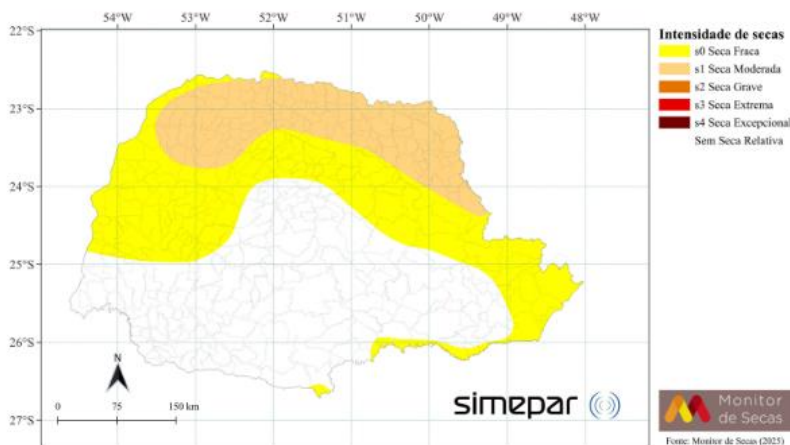 54°W 53°W 52°W 51°W 50°W 49°W 48°W
22°S
23°S
24°S
25°S
26°S
27°S
Intensidade de secas
s0 Seca Fraca
s1 Seca Moderada
s2 Seca Grave
s3 Seca Extrema
s4 Seca Excepcional
Sem Seca Relativa
N
0 75 150 km
simepar
Monitor
de Secas
Fonte: Monitor de Secas (2025)